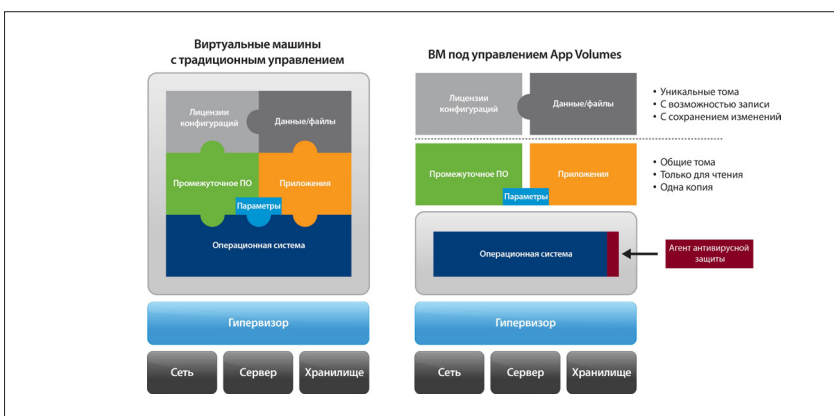 Виртуальные машины
с традиционным управлением
Лицензии
конфигураций
Данные/файлы
Промежуточное ПО
Приложения
Параметры
Операционная система
Гипервизор
Сеть
Сервер
Хранилище
ВМ под управлением App Volumes
Лицензии
конфигураций
Данные/файлы
• Уникальные тома
• С возможностью записи
• С сохранением изменений
Промежуточное ПО
Приложения
Параметры
• Общие тома
• Только для чтения
• Одна копия
Операционная система
Агент антивирусной
защиты
Гипервизор
Сеть
Сервер
Хранилище